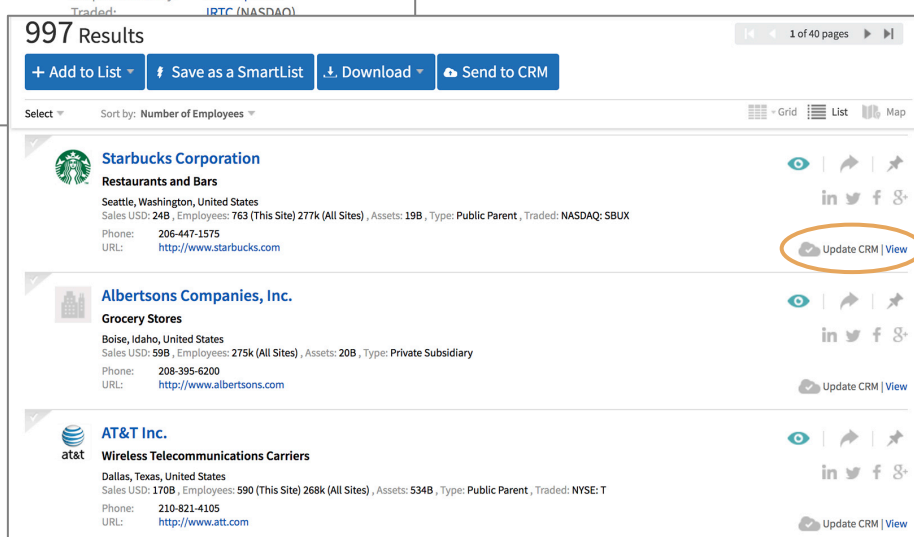 Traded: IRTC (NASDAQ)
997 Results
1 of 40 pages
+ Add to List
Save as a SmartList
Download
Send to CRM
Select
Sort by: Number of Employees
Grid
List
Map
Starbucks Corporation
Restaurants and Bars
Seattle, Washington, United States
Sales USD: 24B , Employees: 763 (This Site) 277k (All Sites) , Assets: 19B , Type: Public Parent , Traded: NASDAQ: SBUX
Phone: 206-447-1575
URL: http://www.starbucks.com
in f 8+
Update CRM | View
Albertsons Companies, Inc.
Grocery Stores
Boise, Idaho, United States
Sales USD: 59B , Employees: 275k (All Sites) , Assets: 20B , Type: Private Subsidiary
Phone: 208-395-6200
URL: http://www.albertsons.com
in f 8+
Update CRM | View
at&t
AT&T Inc.
Wireless Telecommunications Carriers
Dallas, Texas, United States
Sales USD: 170B , Employees: 590 (This Site) 268k (All Sites) , Assets: 534B , Type: Public Parent , Traded: NYSE: T
Phone: 210-821-4105
URL: http://www.att.com
in f 8+
Update CRM | View